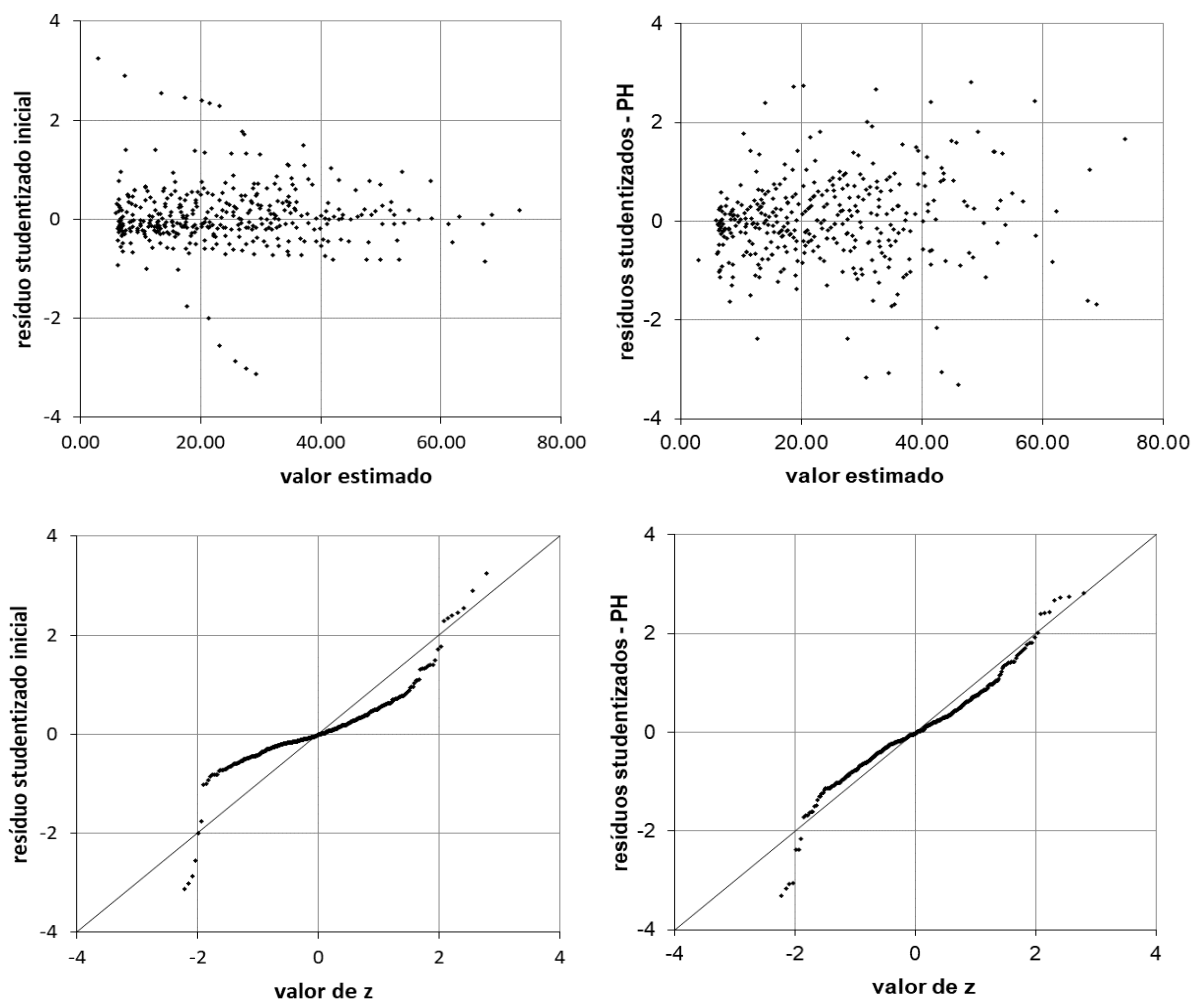 4
2
0
-2
-4
0.00 20.00 40.00 60.00 80.00
resíduo studentizado inicial
valor estimado
4
2
0
-2
-4
0.00 20.00 40.00 60.00 80.00
resíduos studentizados - PH
valor estimado
4
2
0
-2
-4
-4 -2 0 2 4
resíduo studentizado inicial
valor de z
4
2
0
-2
-4
-4 -2 0 2 4
resíduos studentizados - PH
valor de z